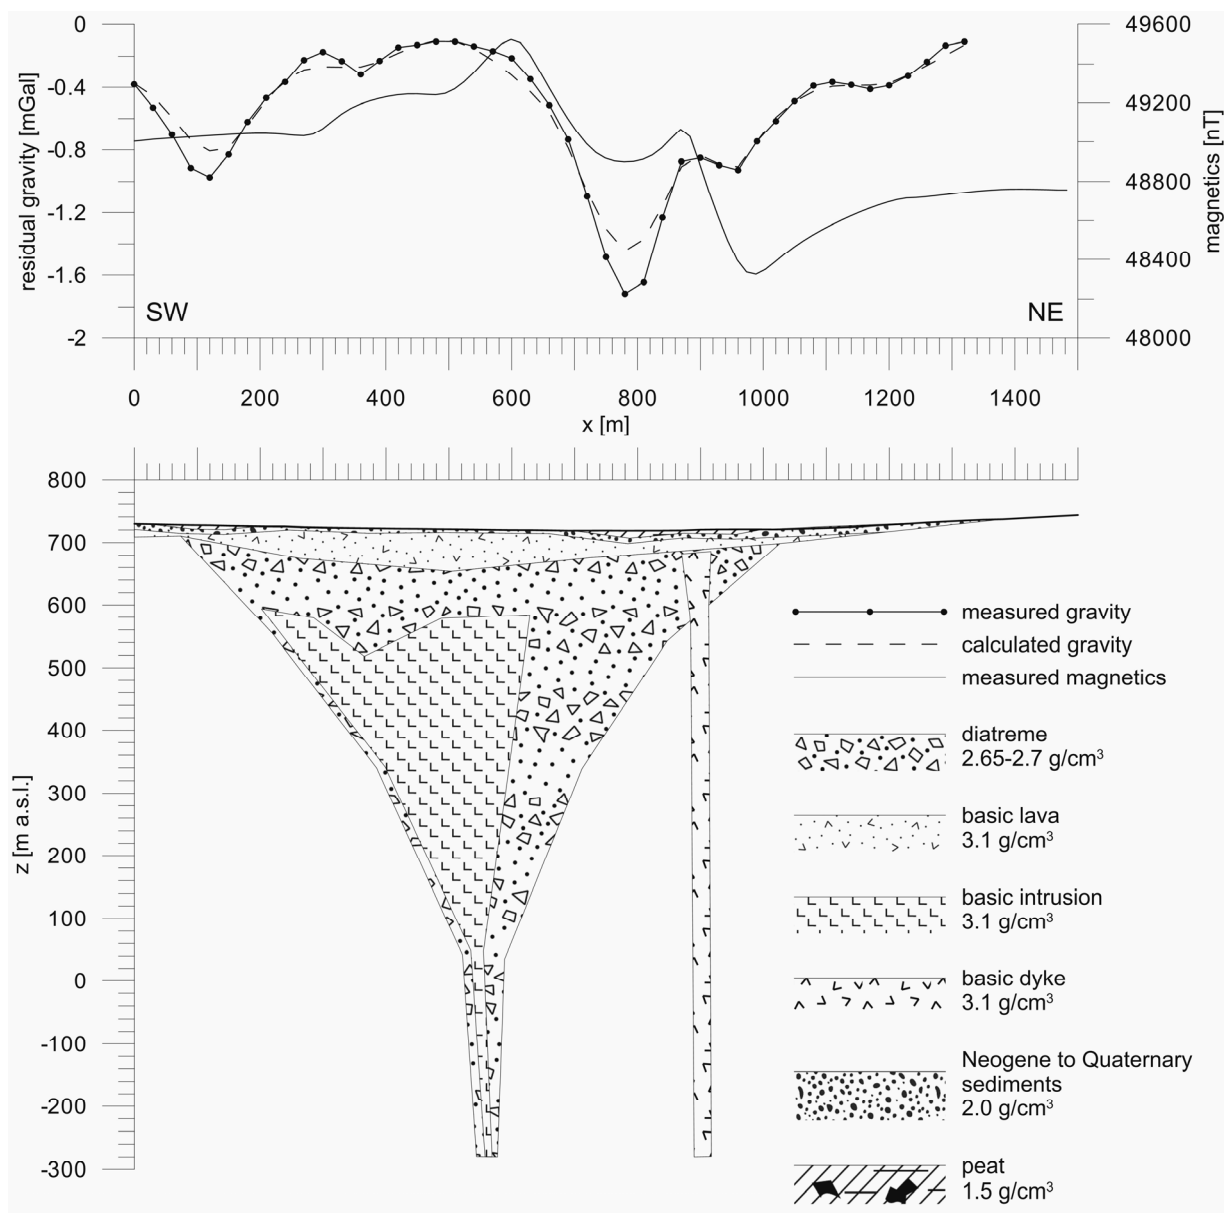 0
-0.4
-0.8
-1.2
-1.6
-2
residual gravity [mGal]
49600
49200
48800
48400
48000
magnetics [nT]
SW
NE
0 200 400 600 800 1000 1200 1400
x [m]
800
700
600
500
400
300
200
100
0
-100
-200
-300
z [m a.s.l.]
measured gravity
calculated gravity
measured magnetics
diatreme
2.65-2.7 g/cm³
basic lava
3.1 g/cm³
basic intrusion
3.1 g/cm³
basic dyke
3.1 g/cm³
Neogene to Quaternary
sediments
2.0 g/cm³
peat
1.5 g/cm³